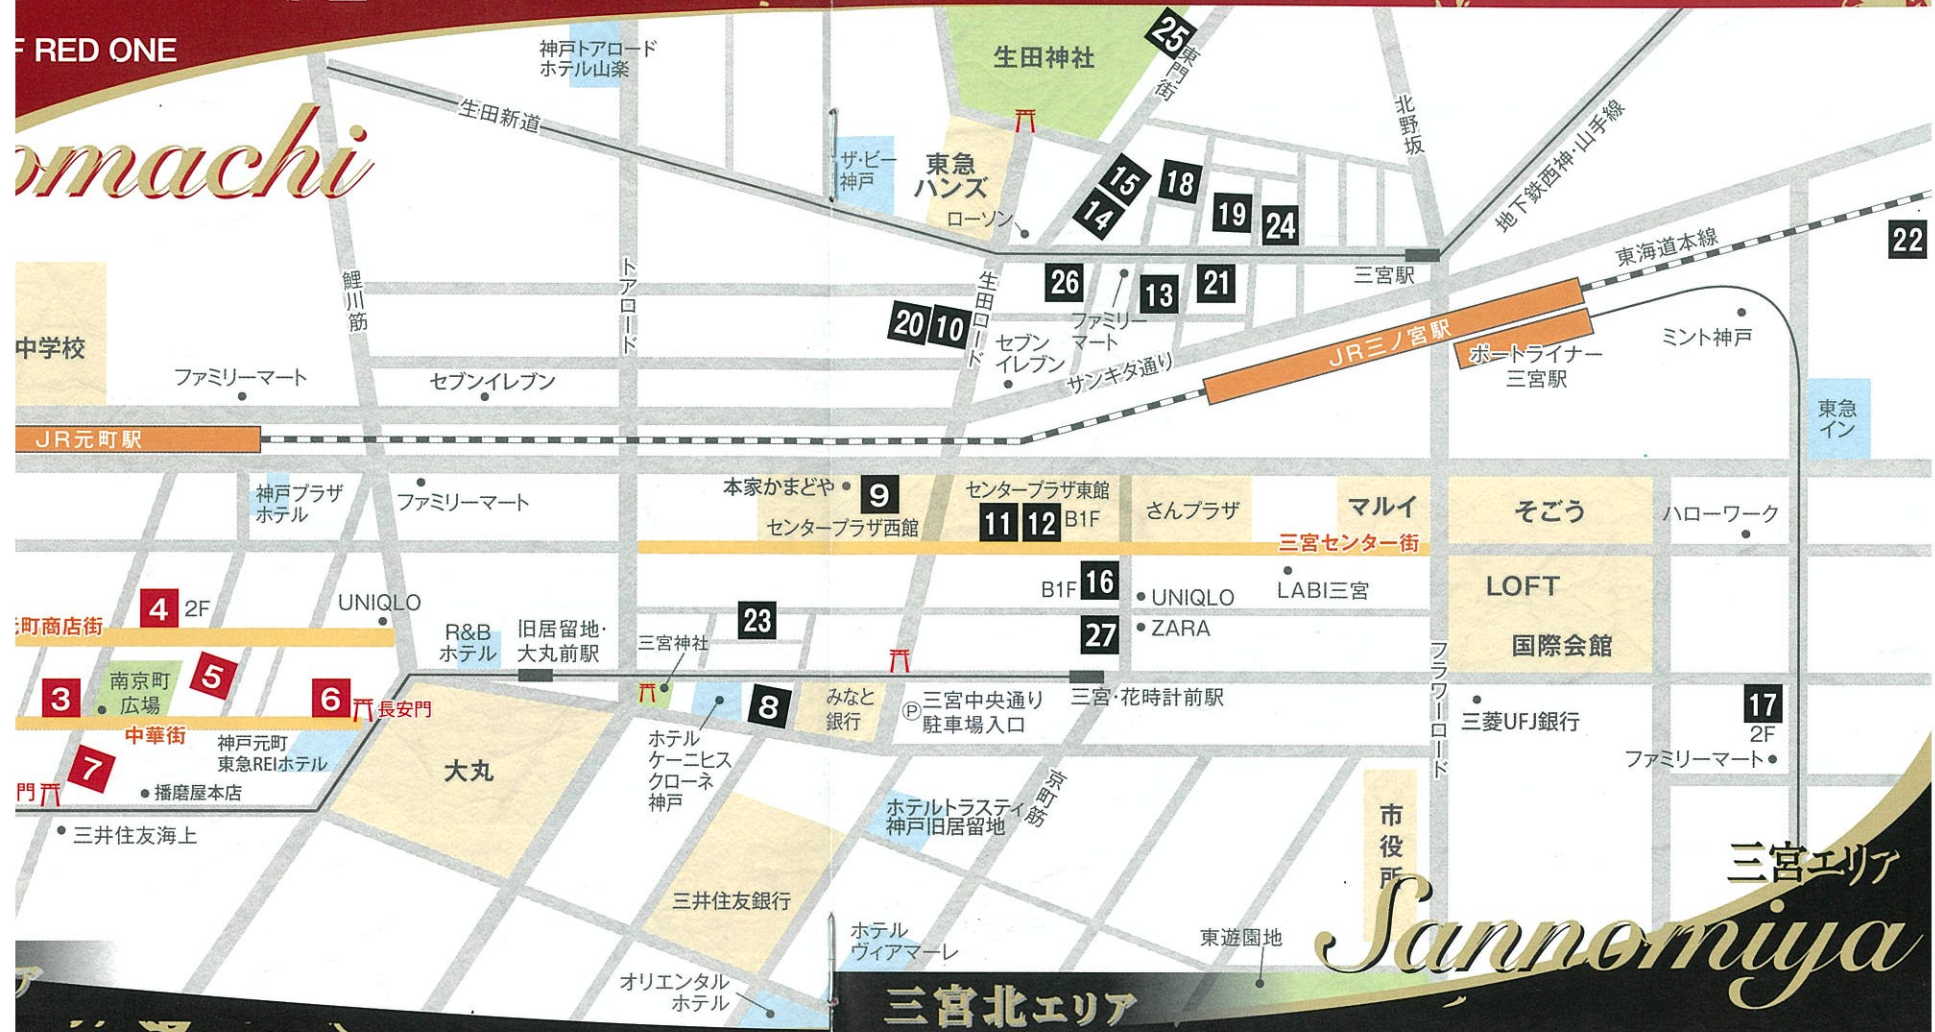 F RED ONE
omachi
神戸トアロード
ホテル山楽
生田神社
25
東門街
生田新道
北野坂
地下鉄西神・山手線
ザ・ビー
神戸
東急
ハンズ
ローソン
15
14
18
19
24
22
東海道本線
三宮駅
鯉川筋
トアロード
生田ロード
26
13
21
20
10
ファミリー
マート
セブン
イレブン
サンキタ通り
JR三ノ宮駅
ポートライナー
三宮駅
ミント神戸
中学校
ファミリーマート
セブンイレブン
東急
イン
JR元町駅
神戸プラザ
ホテル
ファミリーマート
本家かまどや
9
センタープラザ西館
センタープラザ東館
11
12
B1F
さんプラザ
マルイ
そごう
ハローワーク
三宮センター街
4
2F
UNIQLO
元町商店街
R&B
ホテル
旧居留地・
大丸前駅
三宮神社
23
B1F
16
UNIQLO
LABI三宮
27
ZARA
LOFT
国際会館
フラワーロード
3
南京町
広場
5
6
長安門
中華街
神戸元町
東急REIホテル
7
門
播磨屋本店
三井住友海上
大丸
ホテル
ケーニヒス
クローネ
神戸
8
みなと
銀行
P
三宮中央通り
駐車場入口
三宮・花時計前駅
三菱UFJ銀行
17
2F
ファミリーマート
京町筋
ホテルトラスティ
神戸旧居留地
市役所
三井住友銀行
ホテル
ヴィアマーレ
オリエンタル
ホテル
東遊園地
三宮エリア
Sannomiya
三宮北エリア
ア